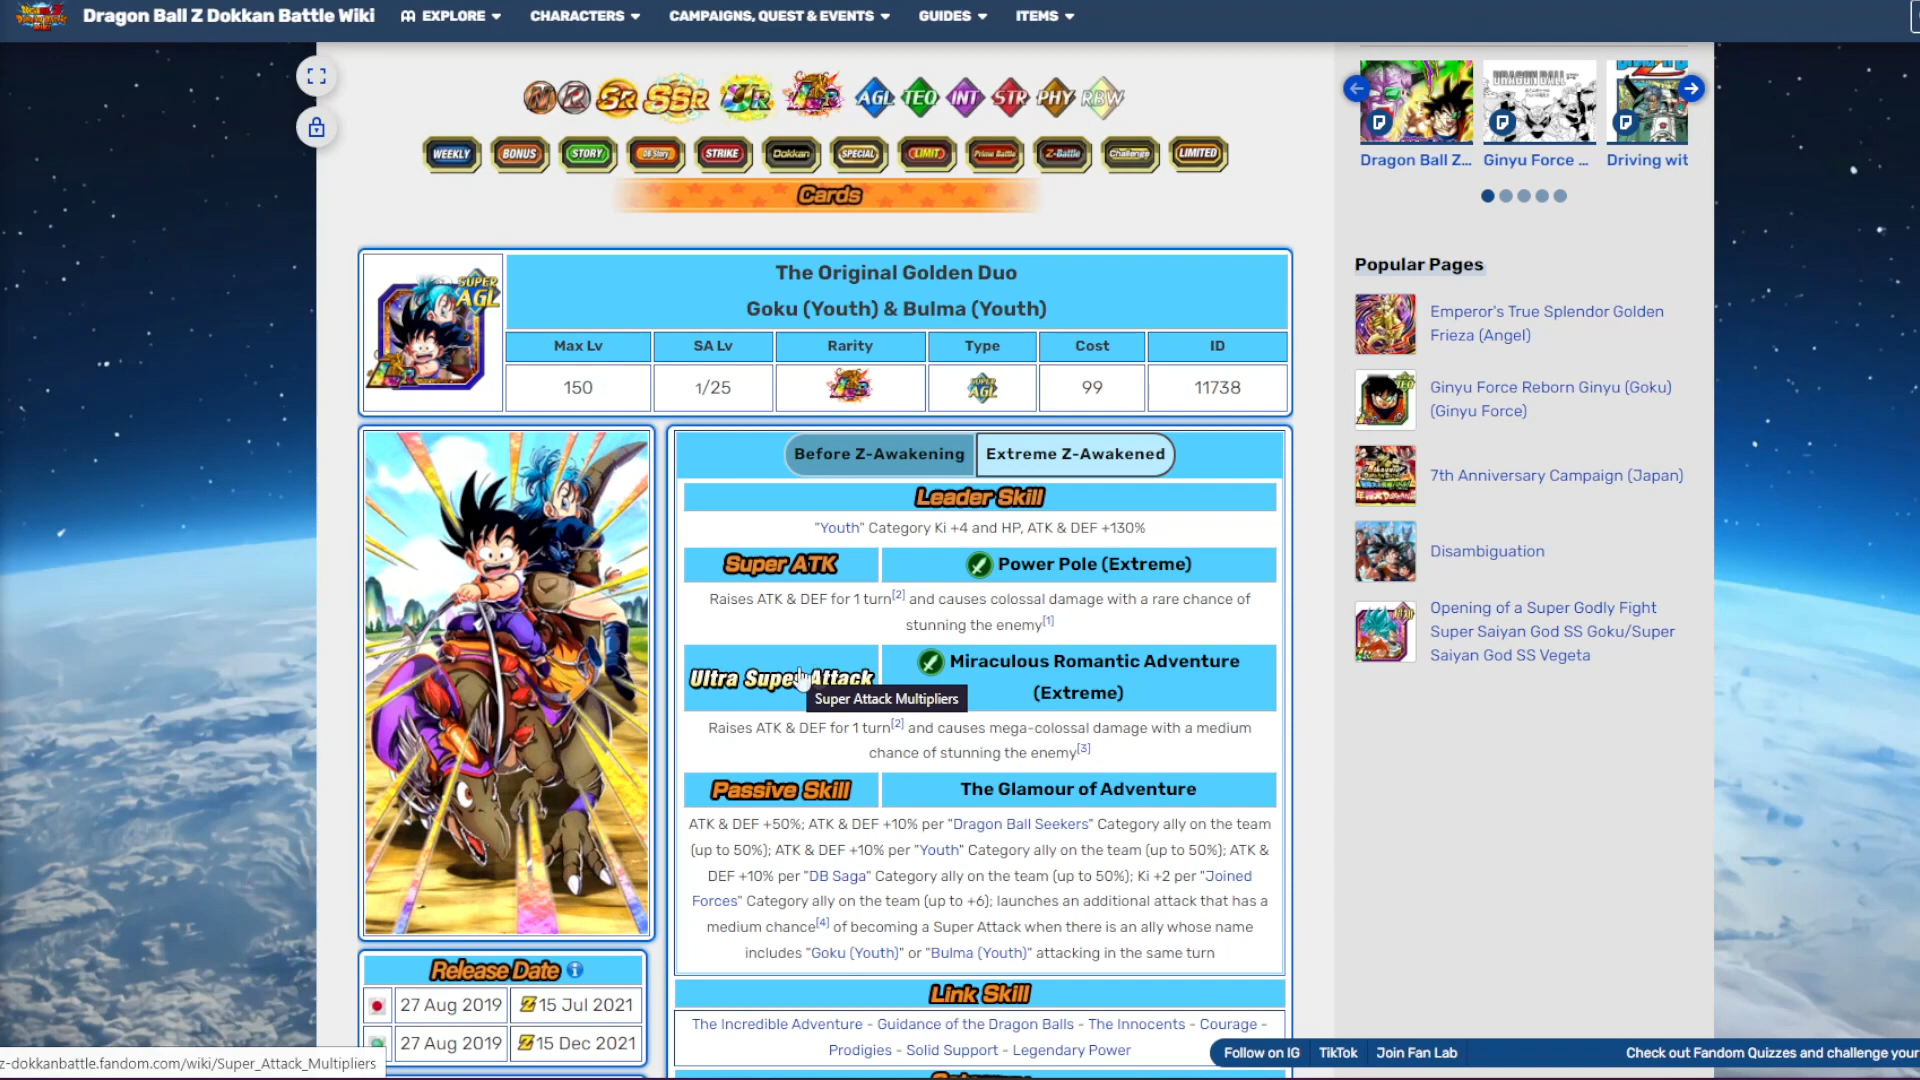 Dragon Ball Z Dokkan Battle Wiki
EXPLORE
CHARACTERS
CAMPAIGNS, QUEST & EVENTS
GUIDES
ITEMS
N R SR SSR UR LR AGL TEQ INT STR PHY RBW
WEEKLY BONUS STORY DB Story STRIKE Dokkan SPECIAL LIMIT Prime Battle Z-Battle Challenge LIMITED
Cards
SUPER
AGL
LR
The Original Golden Duo
Goku (Youth) & Bulma (Youth)
Max Lv SA Lv Rarity Type Cost ID
150 1/25 LR SUPER AGL 99 11738
Before Z-Awakening Extreme Z-Awakened
Leader Skill
"Youth" Category Ki +4 and HP, ATK & DEF +130%
Super ATK
Power Pole (Extreme)
Raises ATK & DEF for 1 turn[2] and causes colossal damage with a rare chance of
stunning the enemy[1]
Ultra Super Attack
Miraculous Romantic Adventure
(Extreme)
Super Attack Multipliers
Raises ATK & DEF for 1 turn[2] and causes mega-colossal damage with a medium
chance of stunning the enemy[3]
Passive Skill
The Glamour of Adventure
ATK & DEF +50%; ATK & DEF +10% per "Dragon Ball Seekers" Category ally on the team
(up to 50%); ATK & DEF +10% per "Youth" Category ally on the team (up to 50%); ATK &
DEF +10% per "DB Saga" Category ally on the team (up to 50%); Ki +2 per "Joined
Forces" Category ally on the team (up to +6); launches an additional attack that has a
medium chance[4] of becoming a Super Attack when there is an ally whose name
includes "Goku (Youth)" or "Bulma (Youth)" attacking in the same turn
Link Skill
The Incredible Adventure - Guidance of the Dragon Balls - The Innocents - Courage -
Prodigies - Solid Support - Legendary Power
Release Date
27 Aug 2019 Z 15 Jul 2021
27 Aug 2019 Z 15 Dec 2021
z-dokkanbattle.fandom.com/wiki/Super_Attack_Multipliers
DRAGON BALL
Dragon Ball Z...
Ginyu Force ...
Driving wit
Popular Pages
Emperor's True Splendor Golden
Frieza (Angel)
Ginyu Force Reborn Ginyu (Goku)
(Ginyu Force)
7th Anniversary Campaign (Japan)
Disambiguation
Opening of a Super Godly Fight
Super Saiyan God SS Goku/Super
Saiyan God SS Vegeta
Follow on IG
TikTok
Join Fan Lab
Check out Fandom Quizzes and challenge your